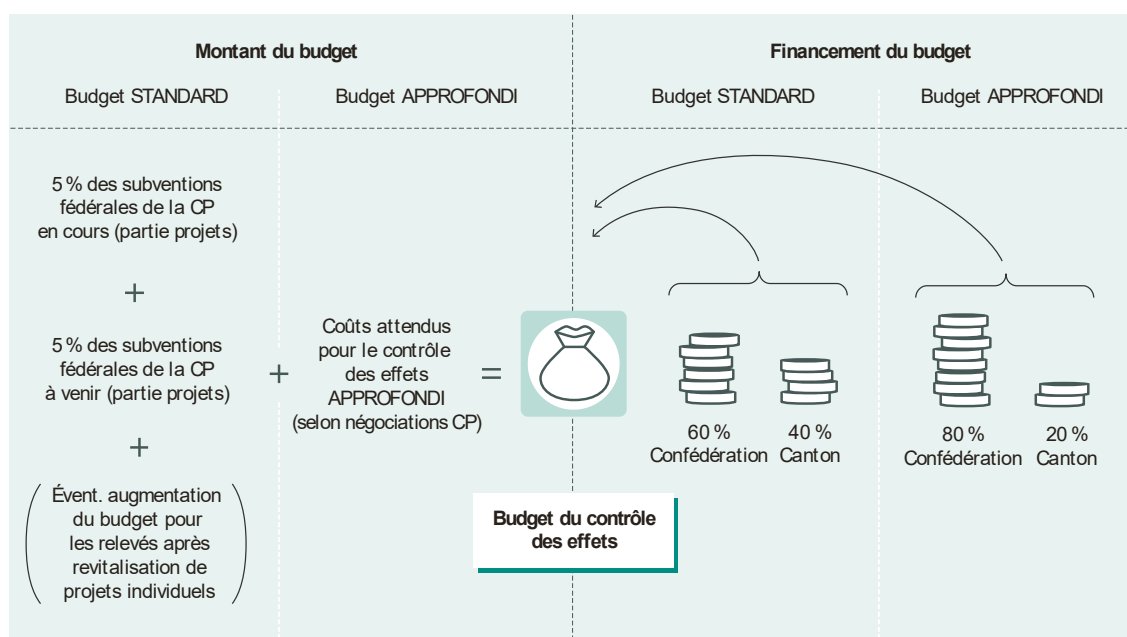 Montant du budget
Financement du budget
Budget STANDARD
Budget APPROFONDI
Budget STANDARD
Budget APPROFONDI
5 % des subventions
fédérales de la CP
en cours (partie projets)
+
5 % des subventions
fédérales de la CP
à venir (partie projets)
+
(Évent. augmentation
du budget pour
les relevés après
revitalisation de
projets individuels)
+
Coûts attendus
pour le contrôle
des effets
APPROFONDI
(selon négociations CP)
=
Budget du contrôle
des effets
60 %
Confédération
40 %
Canton
80 %
Confédération
20 %
Canton